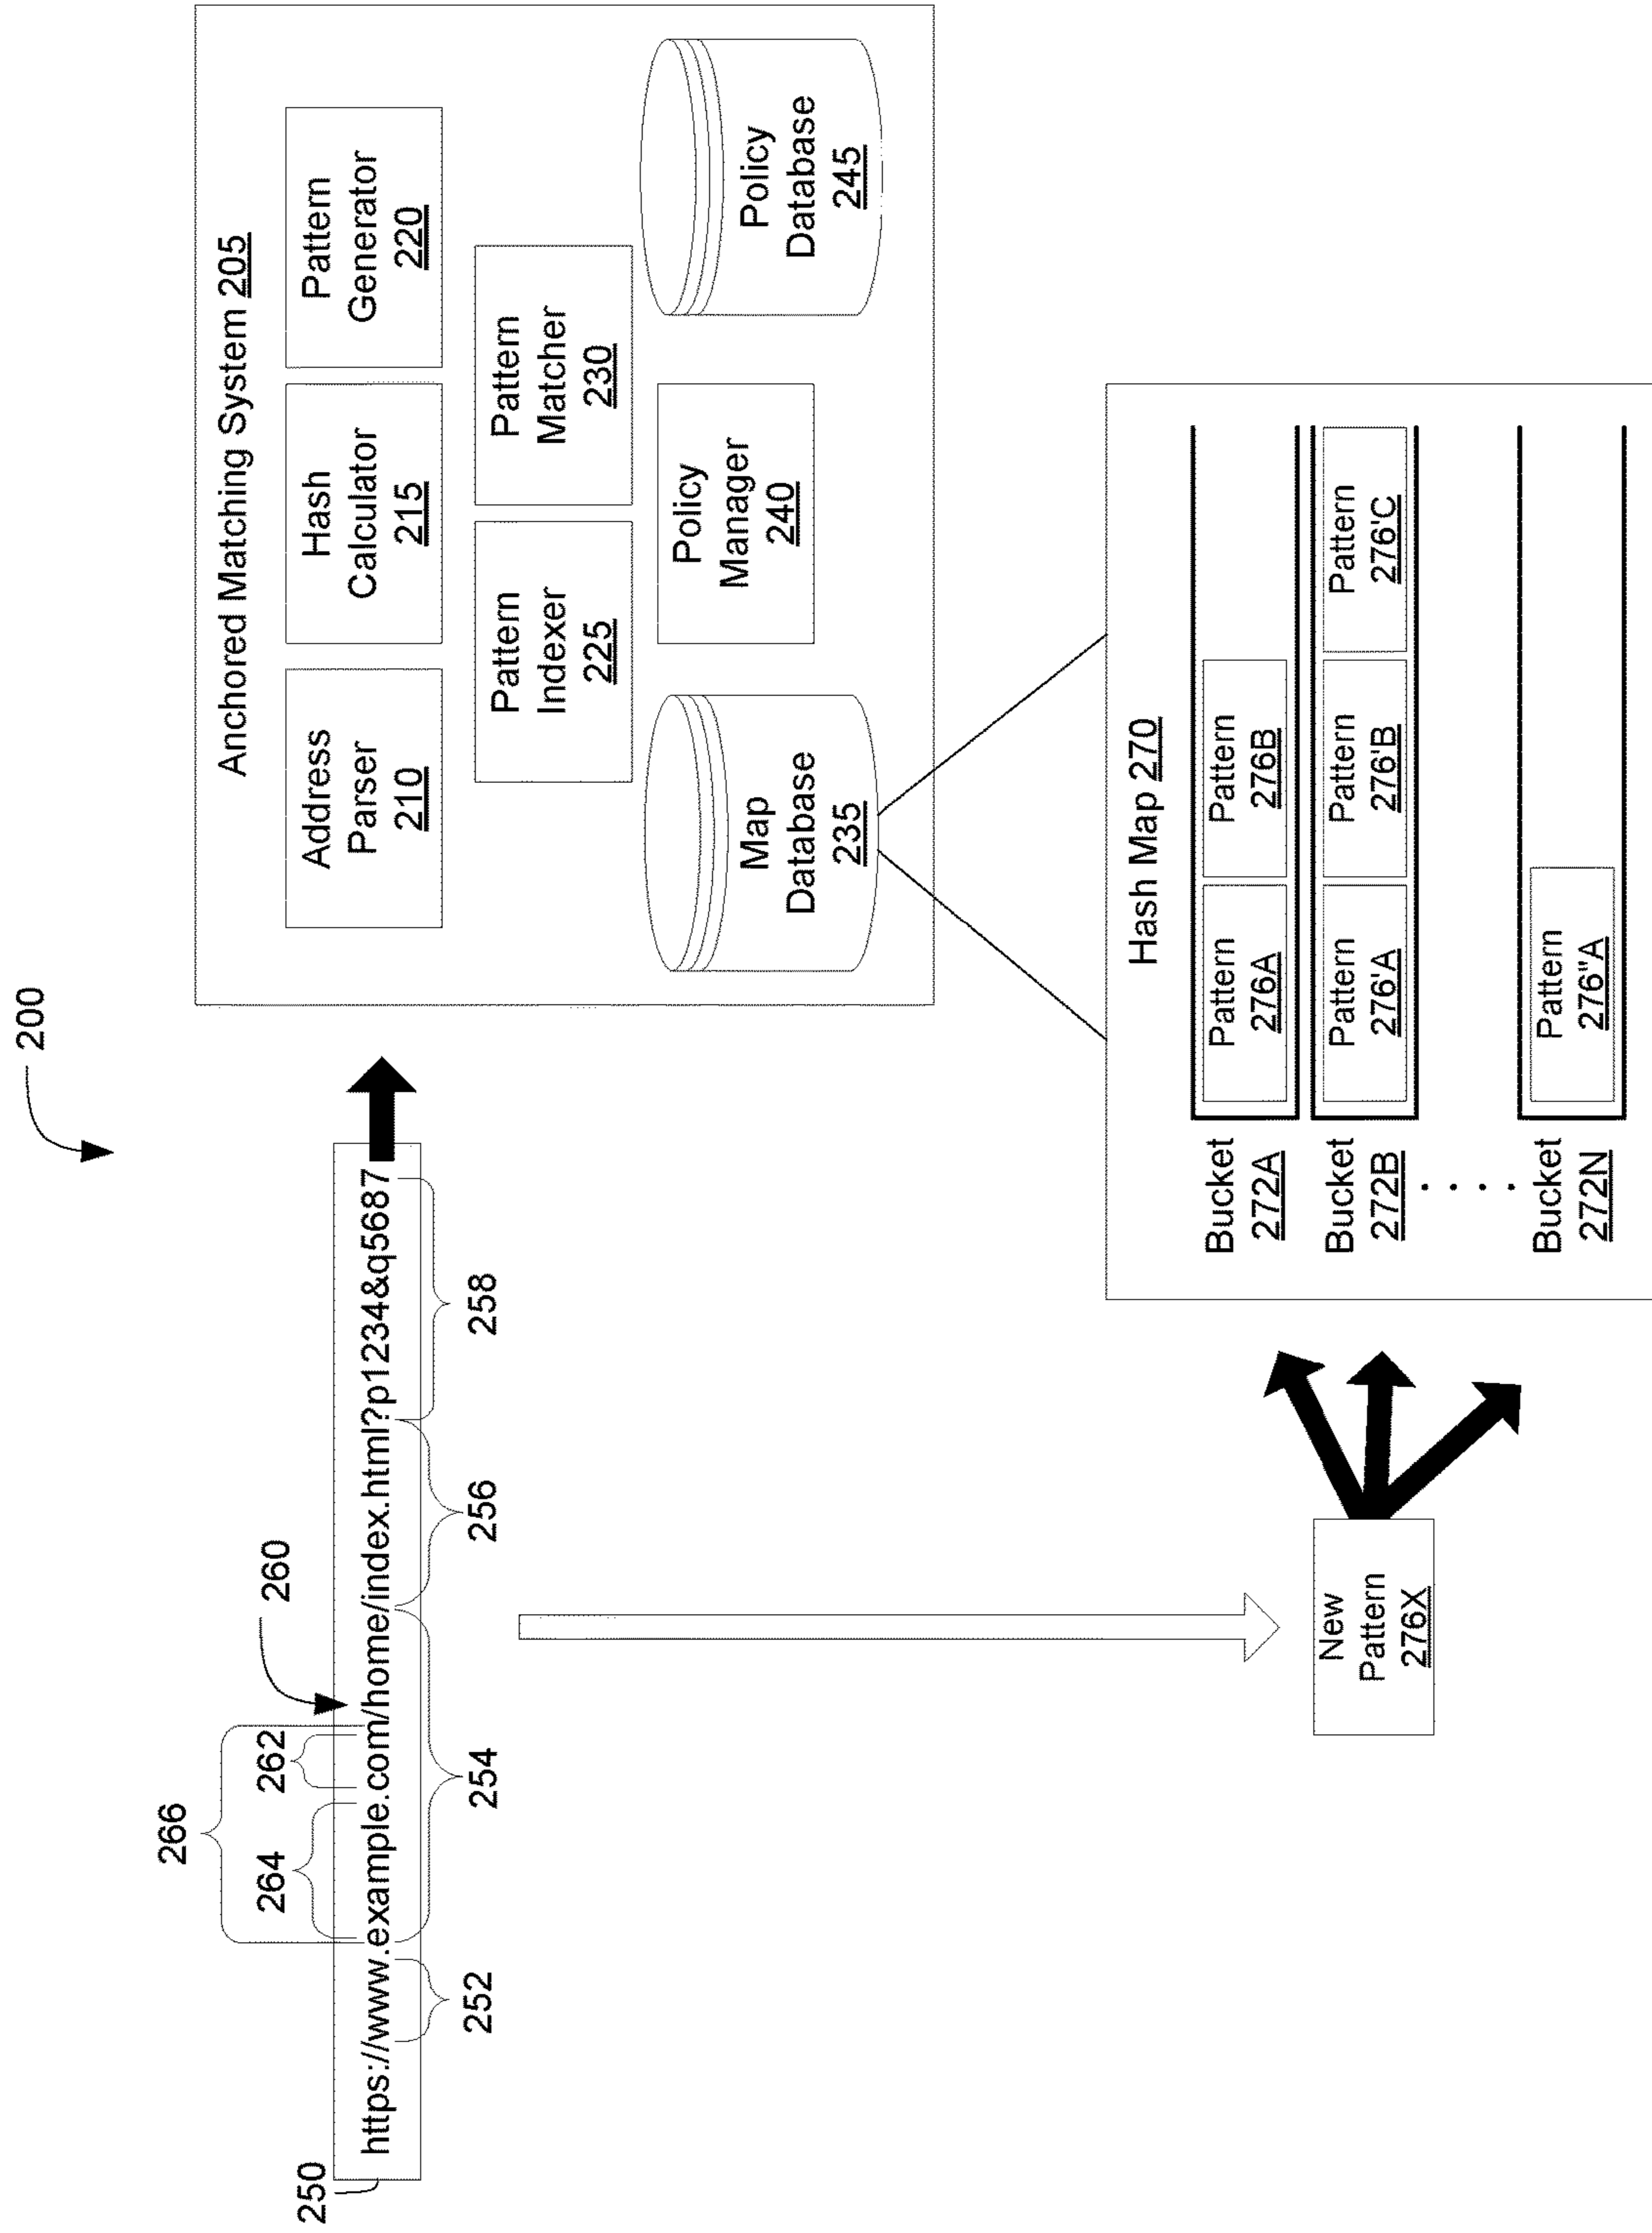 200
250
https://www.example.com/home/index.html?p1234&q5687
266
264
262
260
252
254
256
258
Anchored Matching System 205
Address
Parser
210
Hash
Calculator
215
Pattern
Generator
220
Pattern
Indexer
225
Pattern
Matcher
230
Map
Database
235
Policy
Manager
240
Policy
Database
245
New
Pattern
276X
Hash Map 270
Bucket
272A
Pattern
276A
Pattern
276B
Bucket
272B
Pattern
276'A
Pattern
276'B
Pattern
276'C
. . . .
Bucket
272N
Pattern
276"A